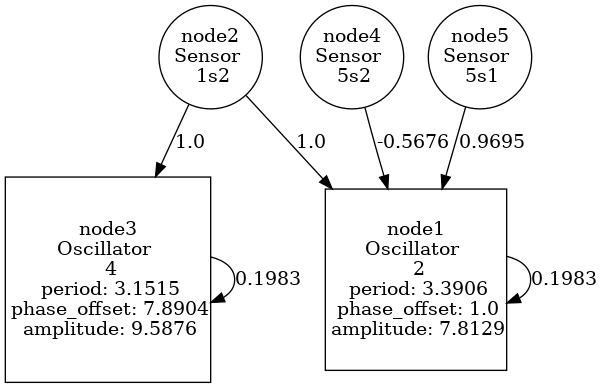 node2
Sensor
1s2
node4
Sensor
5s2
node5
Sensor
5s1
1.0
1.0
-0.5676
0.9695
node3
Oscillator
4
period: 3.1515
phase_offset: 7.8904
amplitude: 9.5876
0.1983
node1
Oscillator
2
period: 3.3906
phase_offset: 1.0
amplitude: 7.8129
0.1983